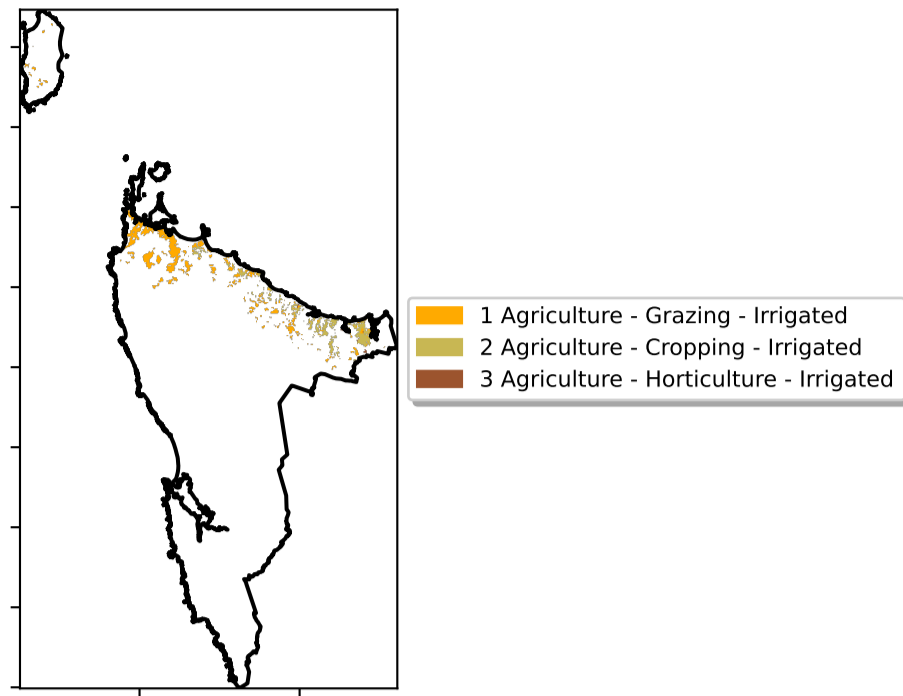 1 Agriculture - Grazing - Irrigated
2 Agriculture - Cropping - Irrigated
3 Agriculture - Horticulture - Irrigated